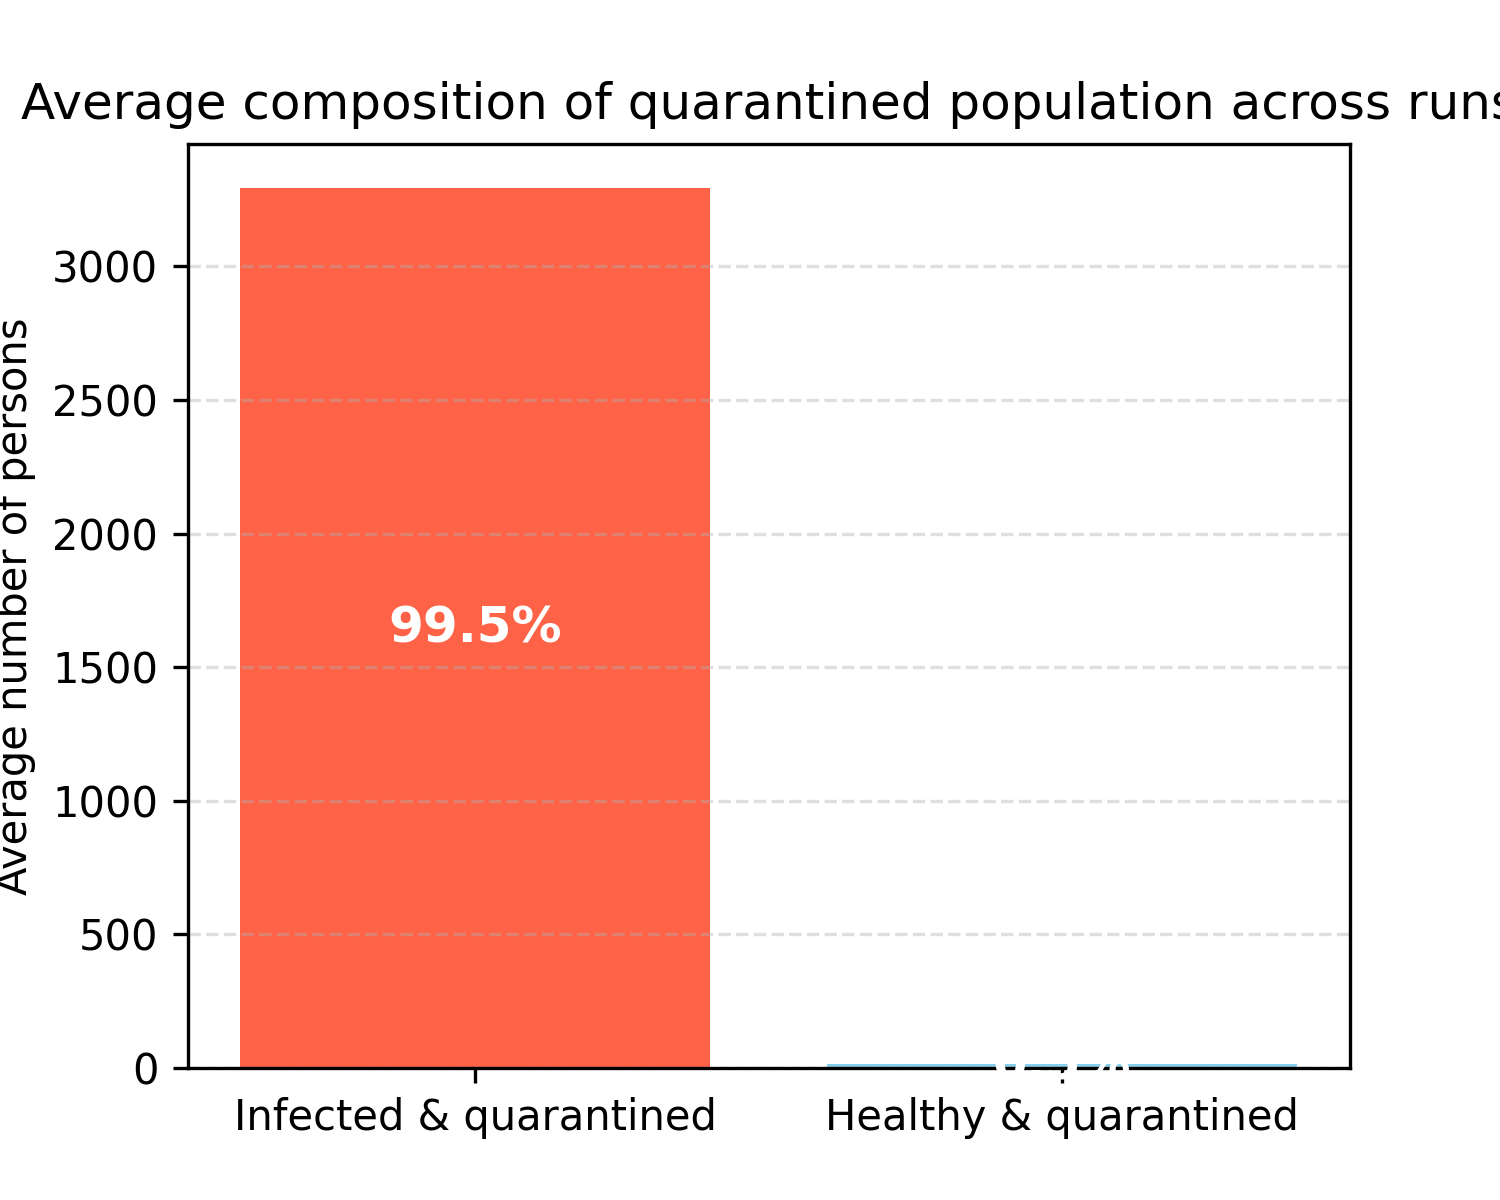 Average composition of quarantined population across runs
Average number of persons
3000
2500
2000
1500
1000
500
0
99.5%
Infected & quarantined
Healthy & quarantined